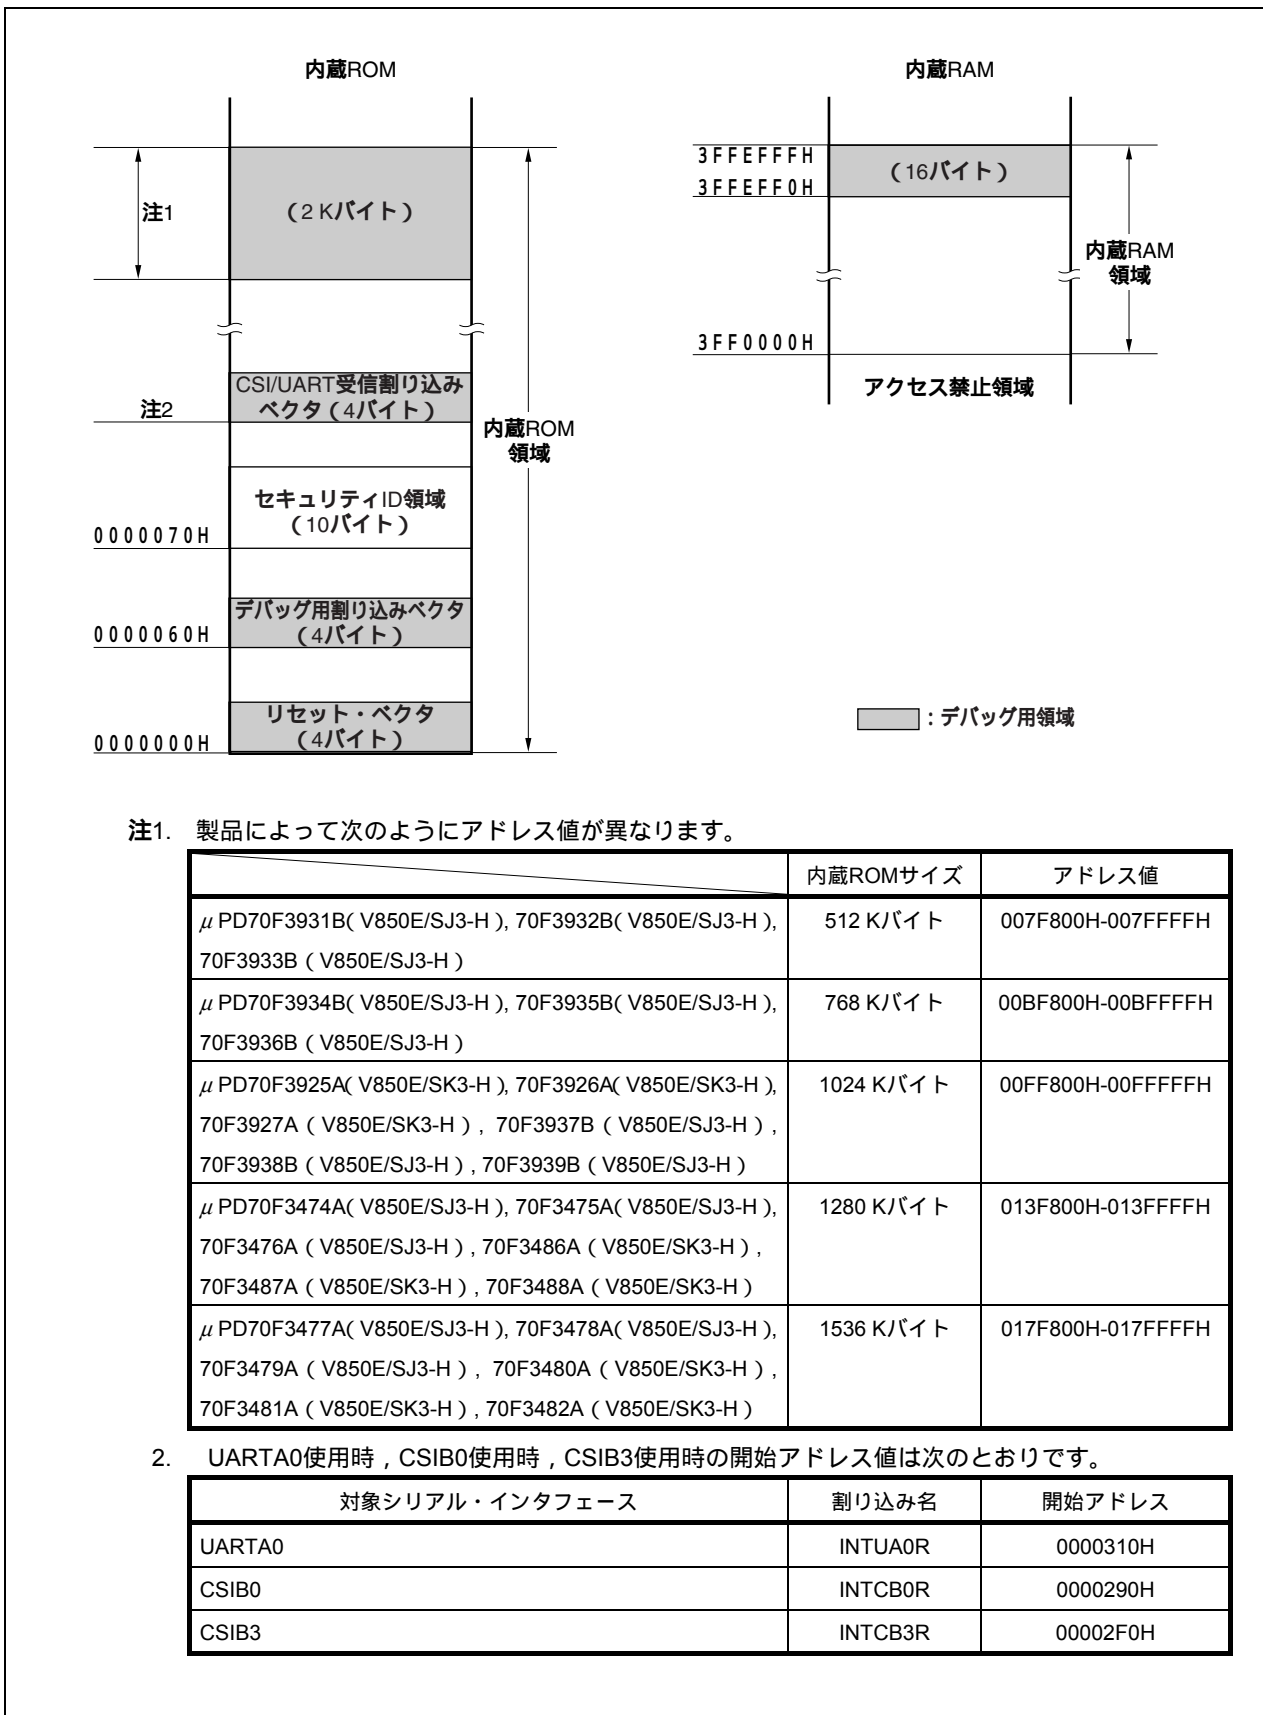 内蔵ROM
注1
（2 Kバイト）
CSI/UART受信割り込み
ベクタ（4バイト）
注2
内蔵ROM
領域
セキュリティID領域
（10バイト）
0000070H
デバッグ用割り込みベクタ
（4バイト）
0000060H
リセット・ベクタ
（4バイト）
0000000H
内蔵RAM
3FFEFFFH
（16バイト）
3FFEFF0H
内蔵RAM
領域
3FF0000H
アクセス禁止領域
：デバッグ用領域
注1. 製品によって次のようにアドレス値が異なります。
内蔵ROMサイズ アドレス値
μPD70F3931B（V850E/SJ3-H）, 70F3932B（V850E/SJ3-H）, 512 Kバイト 007F800H-007FFFFH
70F3933B（V850E/SJ3-H）
μPD70F3934B（V850E/SJ3-H）, 70F3935B（V850E/SJ3-H）, 768 Kバイト 00BF800H-00BFFFFH
70F3936B（V850E/SJ3-H）
μPD70F3925A（V850E/SK3-H）, 70F3926A（V850E/SK3-H）, 1024 Kバイト 00FF800H-00FFFFFH
70F3927A（V850E/SK3-H）, 70F3937B（V850E/SJ3-H）,
70F3938B（V850E/SJ3-H）, 70F3939B（V850E/SJ3-H）
μPD70F3474A（V850E/SJ3-H）, 70F3475A（V850E/SJ3-H）, 1280 Kバイト 013F800H-013FFFFH
70F3476A（V850E/SJ3-H）, 70F3486A（V850E/SK3-H）,
70F3487A（V850E/SK3-H）, 70F3488A（V850E/SK3-H）
μPD70F3477A（V850E/SJ3-H）, 70F3478A（V850E/SJ3-H）, 1536 Kバイト 017F800H-017FFFFH
70F3479A（V850E/SJ3-H）, 70F3480A（V850E/SK3-H）,
70F3481A（V850E/SK3-H）, 70F3482A（V850E/SK3-H）
2. UARTA0使用時，CSIB0使用時，CSIB3使用時の開始アドレス値は次のとおりです。
対象シリアル・インタフェース 割り込み名 開始アドレス
UARTA0 INTUA0R 0000310H
CSIB0 INTCB0R 0000290H
CSIB3 INTCB3R 00002F0H